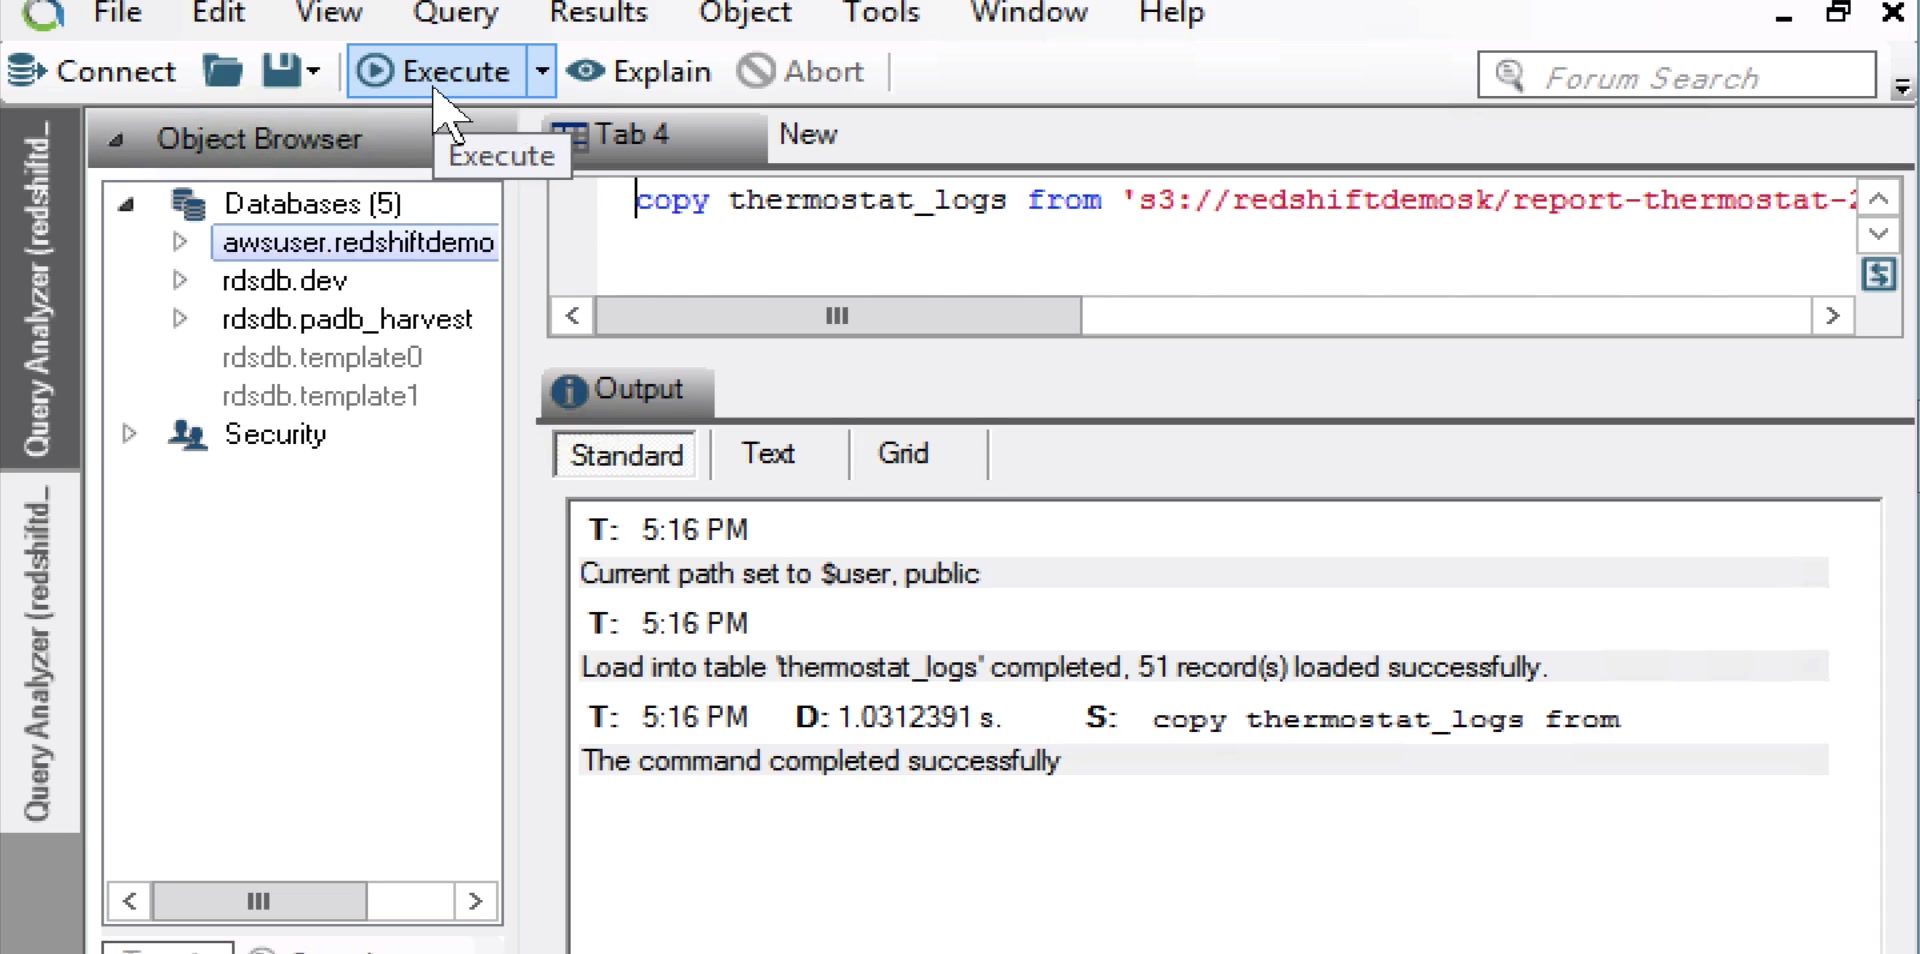 File Edit View Query Results Object Tools Window Help
Connect Execute Explain Abort Forum Search
Query Analyzer (redshiftd...
Query Analyzer (redshiftd...
Object Browser
Execute
Databases (5)
awsuser.redshiftdemo
rdsdb.dev
rdsdb.padb_harvest
rdsdb.template0
rdsdb.template1
Security
Tab 4 New
copy thermostat_logs from 's3://redshiftdemosk/report-thermostat-2
Output
Standard Text Grid
T: 5:16 PM
Current path set to $user, public
T: 5:16 PM
Load into table 'thermostat_logs' completed, 51 record(s) loaded successfully.
T: 5:16 PM D: 1.0312391 s. S: copy thermostat_logs from
The command completed successfully